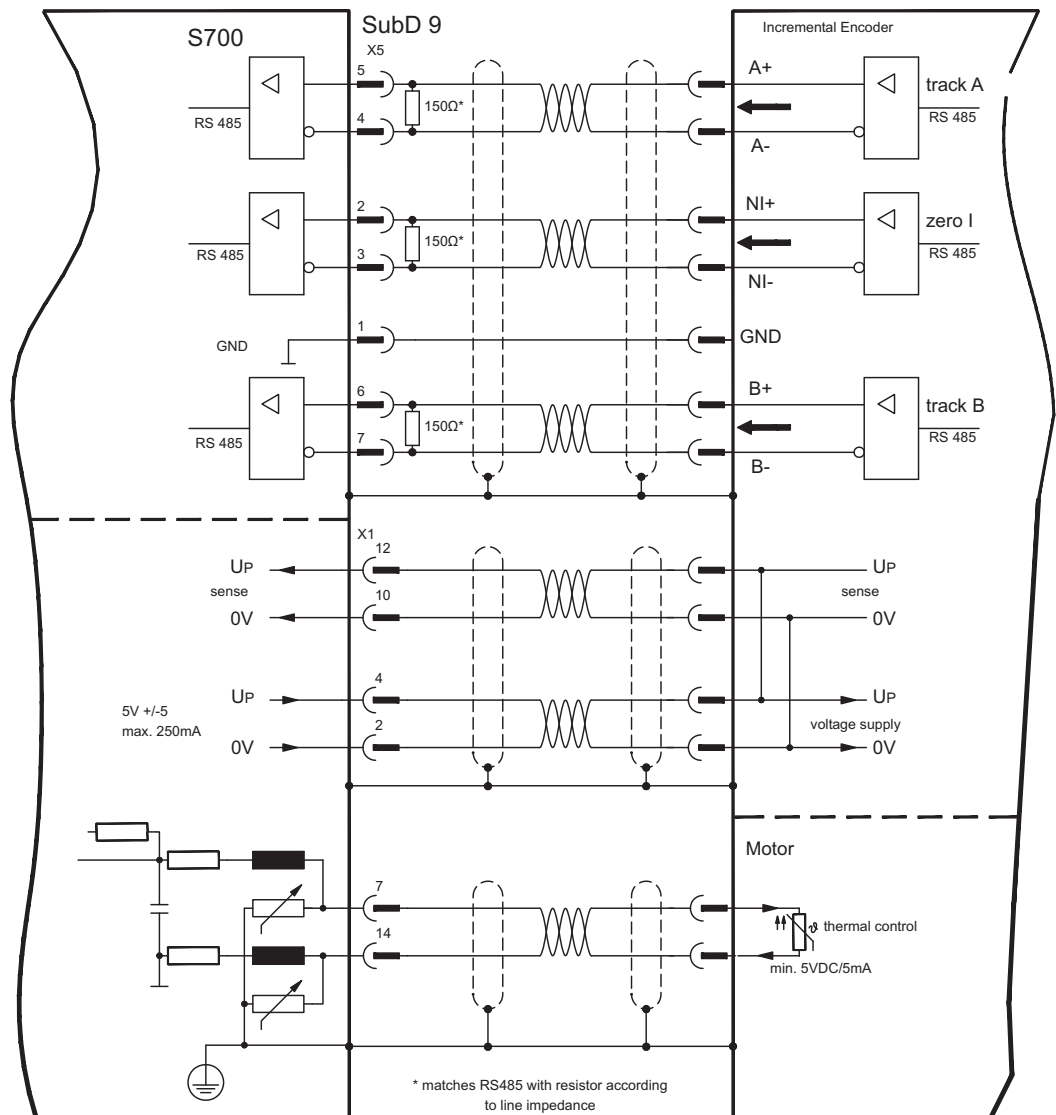 S700
SubD 9
Incremental Encoder
X5
5
4
150Ω*
RS 485
A+
A-
track A
RS 485
2
3
150Ω*
RS 485
NI+
NI-
zero I
RS 485
GND
1
GND
6
7
150Ω*
RS 485
B+
B-
track B
RS 485
X1
12
10
UP
sense
0V
UP
sense
0V
4
2
5V +/-5
max. 250mA
UP
0V
UP
voltage supply
0V
Motor
7
14
ϑ thermal control
min. 5VDC/5mA
* matches RS485 with resistor according
to line impedance